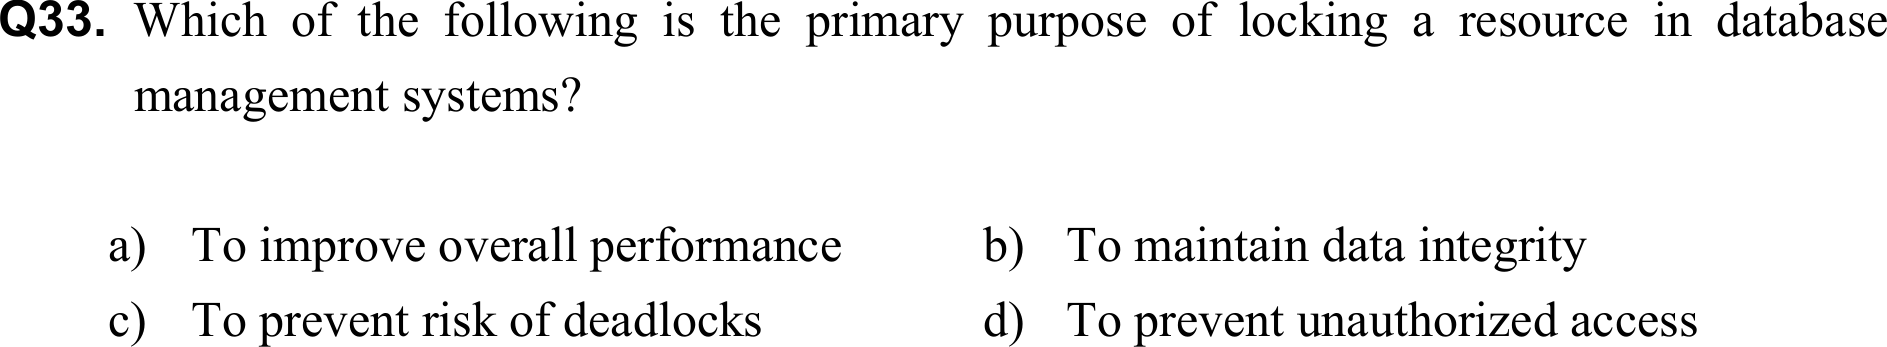 Q33. Which of the following is the primary purpose of locking a resource in database
management systems?
a) To improve overall performance b) To maintain data integrity
c) To prevent risk of deadlocks d) To prevent unauthorized access